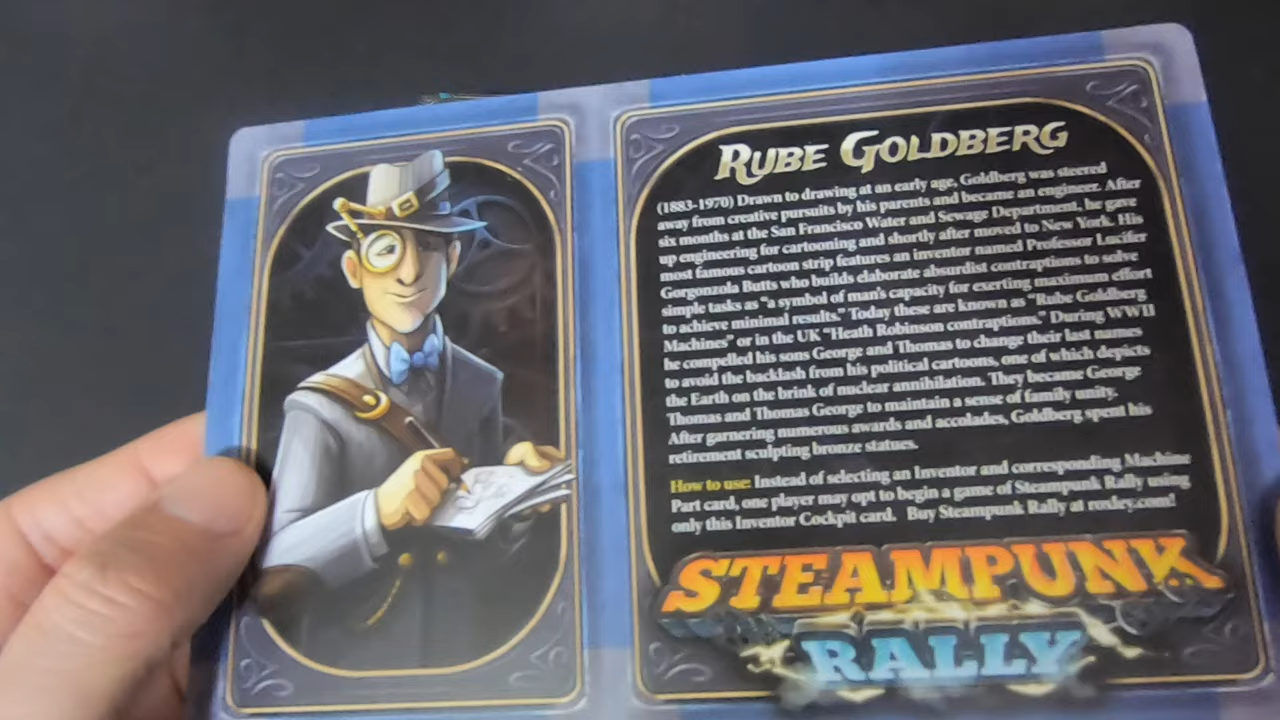 RUBE GOLDBERG
(1883-1970) Drawn to drawing at an early age, Goldberg was steered
away from creative pursuits by his parents and became an engineer. After
six months at the San Francisco Water and Sewage Department, he gave
up engineering for cartooning and shortly after moved to New York. His
most famous cartoon strip features an inventor named Professor Lucifer
Gorgonzola Butts who builds elaborate absurdist contraptions to solve
simple tasks as “a symbol of man's capacity for exerting maximum effort
to achieve minimal results.” Today these are known as “Rube Goldberg
Machines” or in the UK “Heath Robinson contraptions.” During WWII
he compelled his sons George and Thomas to change their last names
to avoid the backlash from his political cartoons, one of which depicts
the Earth on the brink of nuclear annihilation. They became George
Thomas and Thomas George to maintain a sense of family unity.
After garnering numerous awards and accolades, Goldberg spent his
retirement sculpting bronze statues.
How to use: Instead of selecting an Inventor and corresponding Machine
Part card, one player may opt to begin a game of Steampunk Rally using
only this Inventor Cockpit card. Buy Steampunk Rally at roxley.com!
STEAMPUNK
RALLY